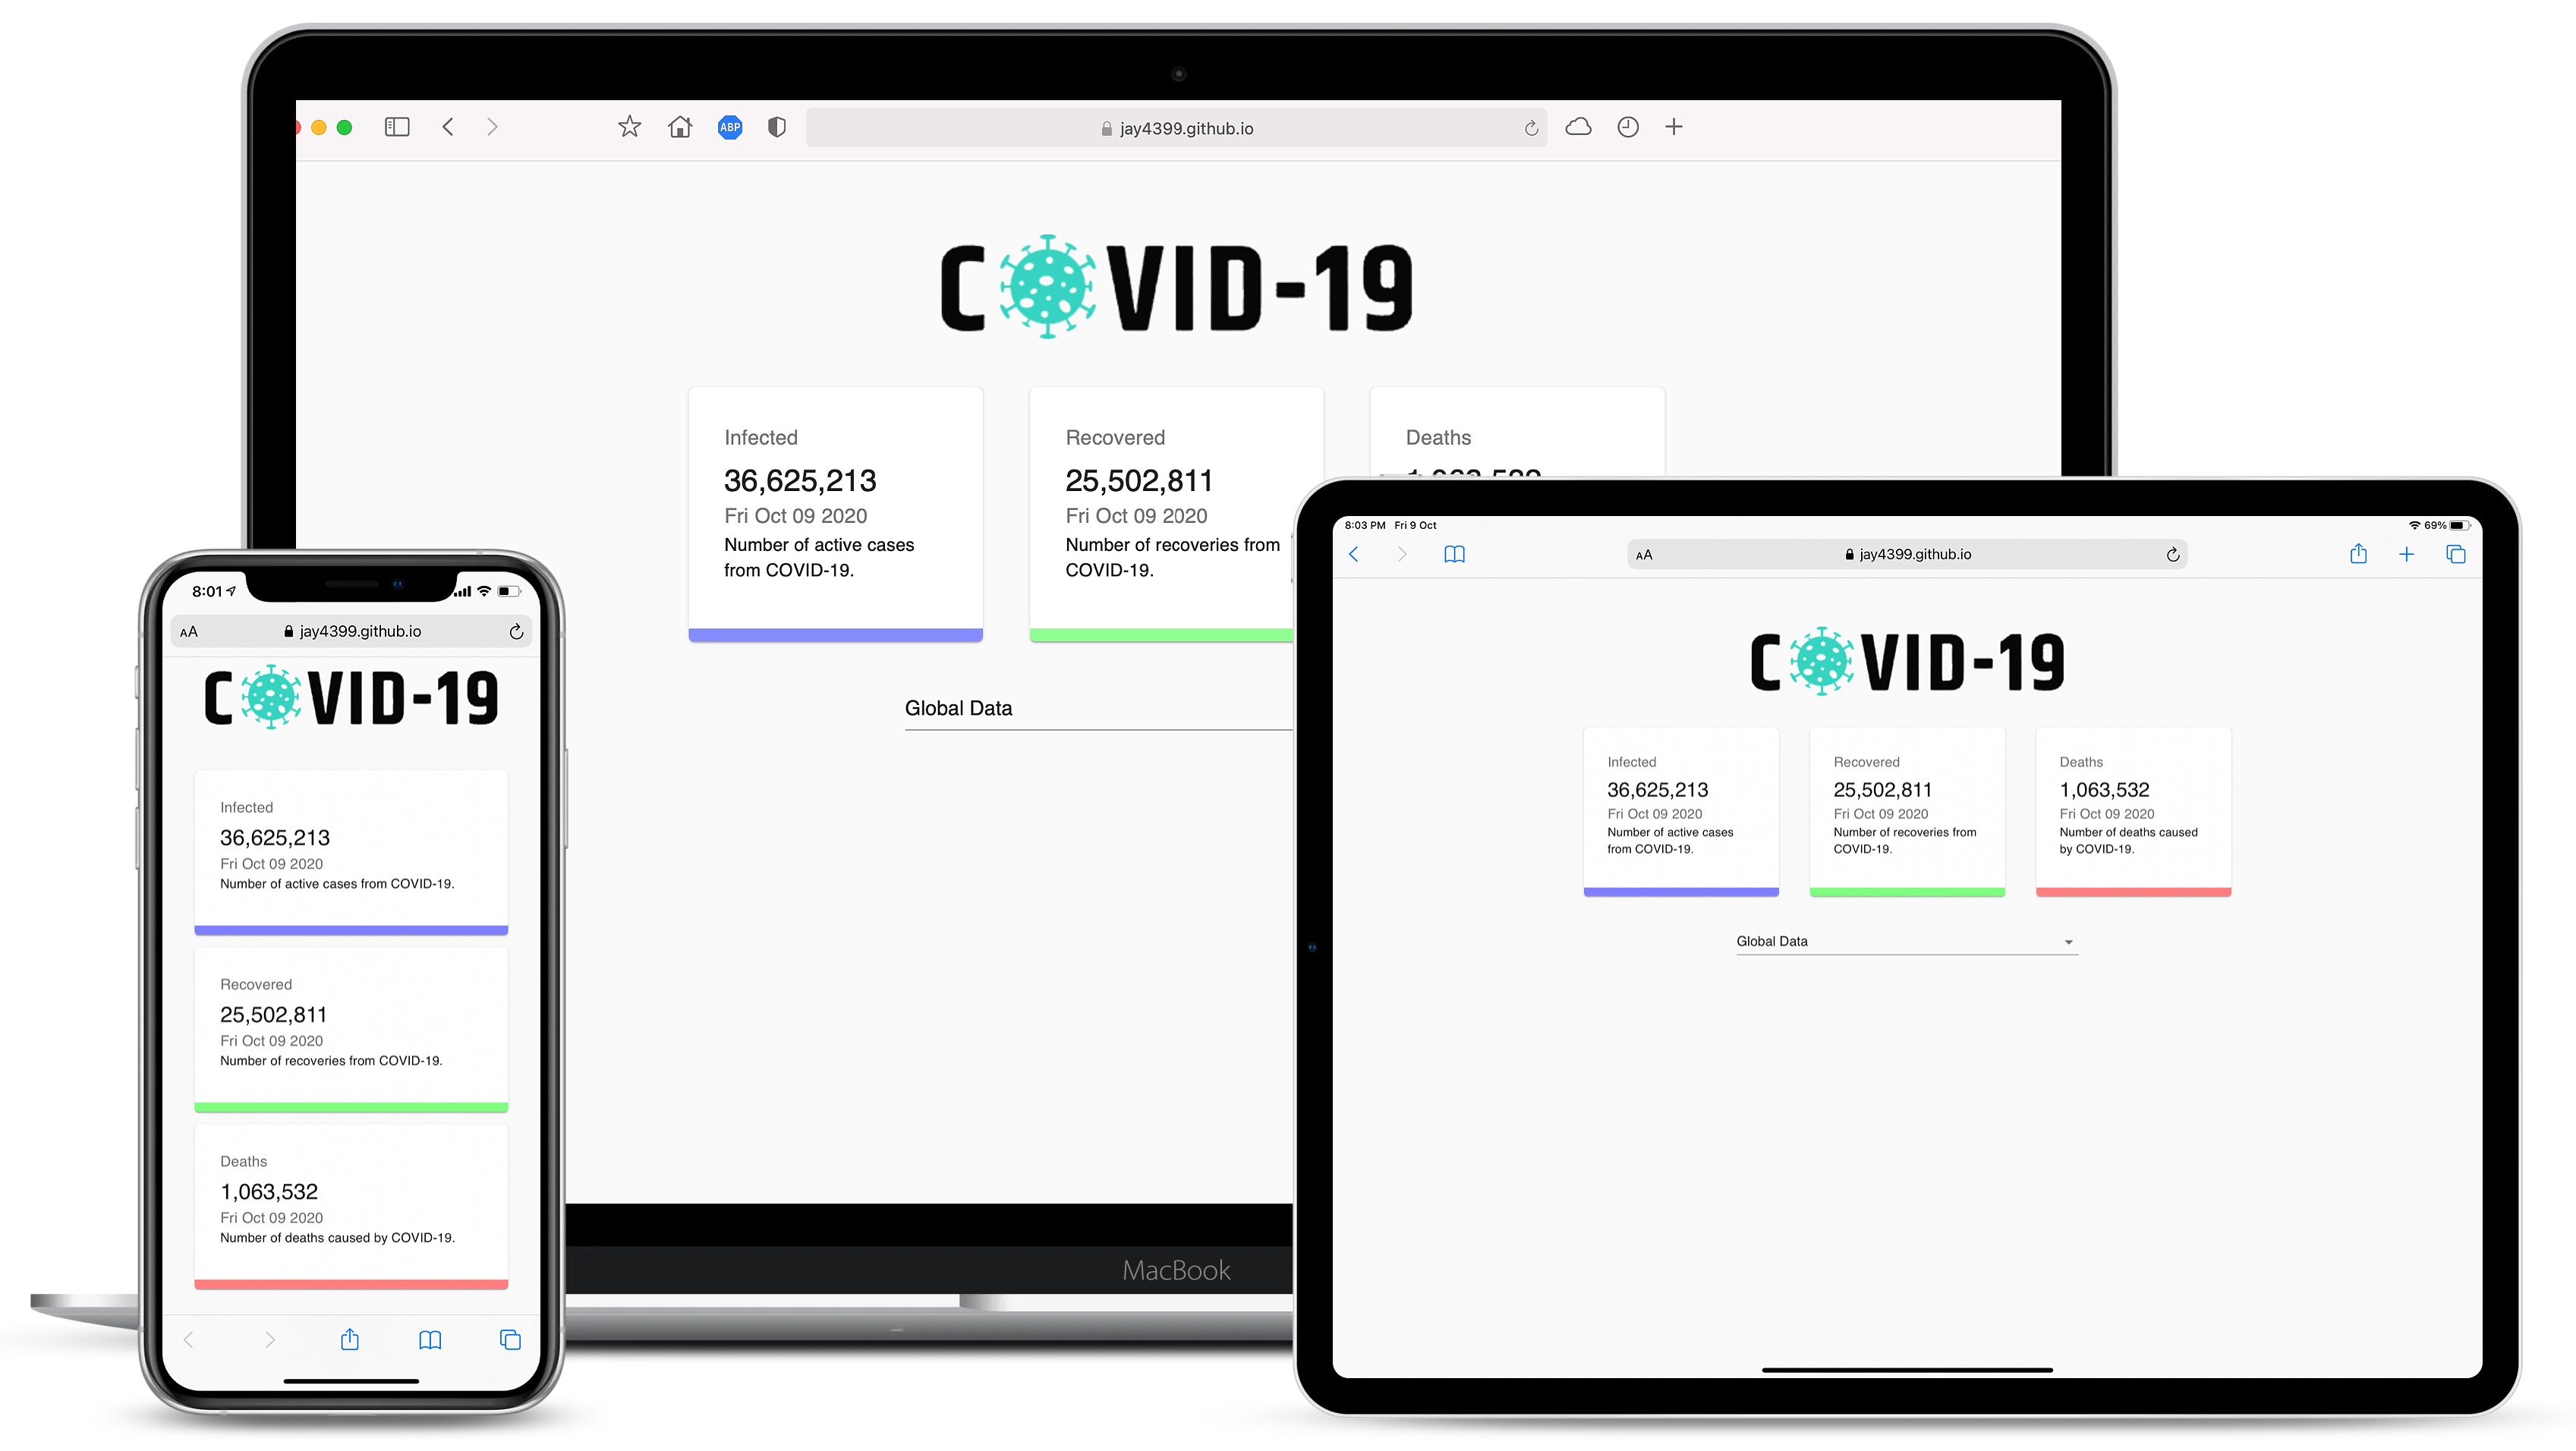 ABP
jay4399.github.io
COVID-19
Infected
36,625,213
Fri Oct 09 2020
Number of active cases
from COVID-19.
Recovered
25,502,811
Fri Oct 09 2020
Number of recoveries from
COVID-19.
Deaths
Global Data
MacBook
8:01
AA
jay4399.github.io
COVID-19
Infected
36,625,213
Fri Oct 09 2020
Number of active cases from COVID-19.
Recovered
25,502,811
Fri Oct 09 2020
Number of recoveries from COVID-19.
Deaths
1,063,532
Fri Oct 09 2020
Number of deaths caused by COVID-19.
8:03 PM Fri 9 Oct
69%
AA
jay4399.github.io
COVID-19
Infected
36,625,213
Fri Oct 09 2020
Number of active cases
from COVID-19.
Recovered
25,502,811
Fri Oct 09 2020
Number of recoveries from
COVID-19.
Deaths
1,063,532
Fri Oct 09 2020
Number of deaths caused
by COVID-19.
Global Data